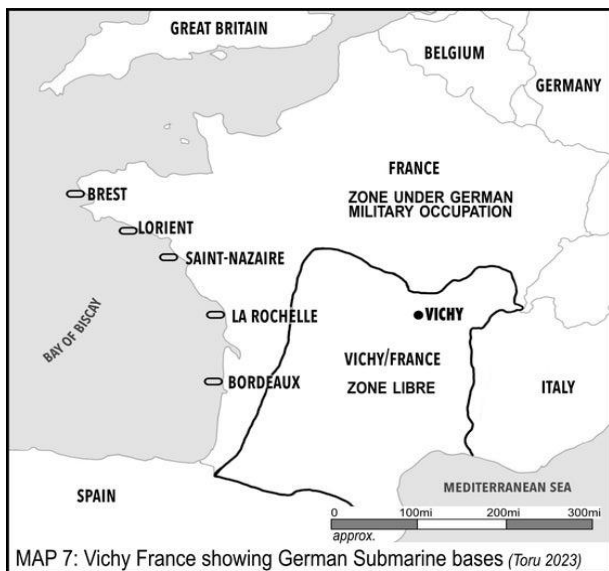 GREAT BRITAIN
BELGIUM
GERMANY
FRANCE
ZONE UNDER GERMAN
MILITARY OCCUPATION
BREST
LORIENT
SAINT-NAZAIRE
LA ROCHELLE
BORDEAUX
BAY OF BISCAY
VICHY
VICHY/FRANCE
ZONE LIBRE
ITALY
SPAIN
MEDITERRANEAN SEA
0 100mi 200mi 300mi
approx.
MAP 7: Vichy France showing German Submarine bases (Toru 2023)